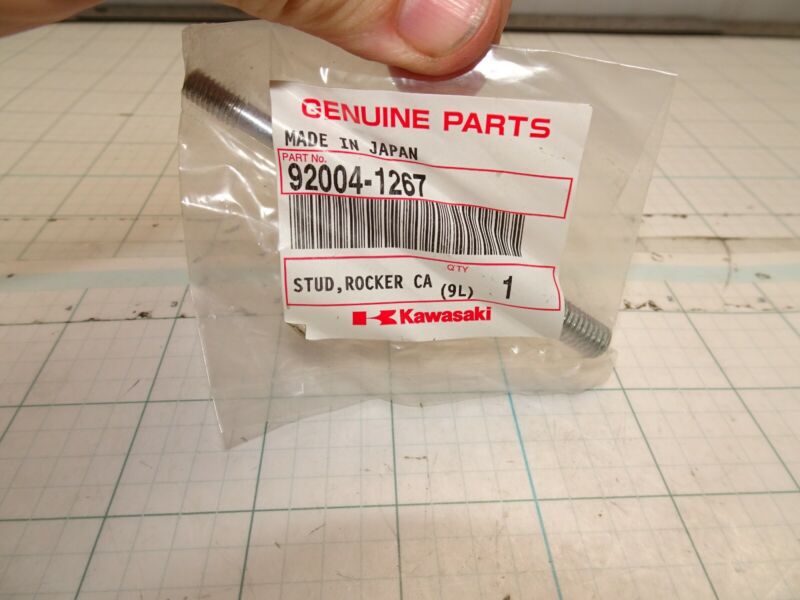 GENUINE PARTS
MADE IN JAPAN
PART No.
92004-1267
QTY
STUD,ROCKER CA (9L) 1
Kawasaki